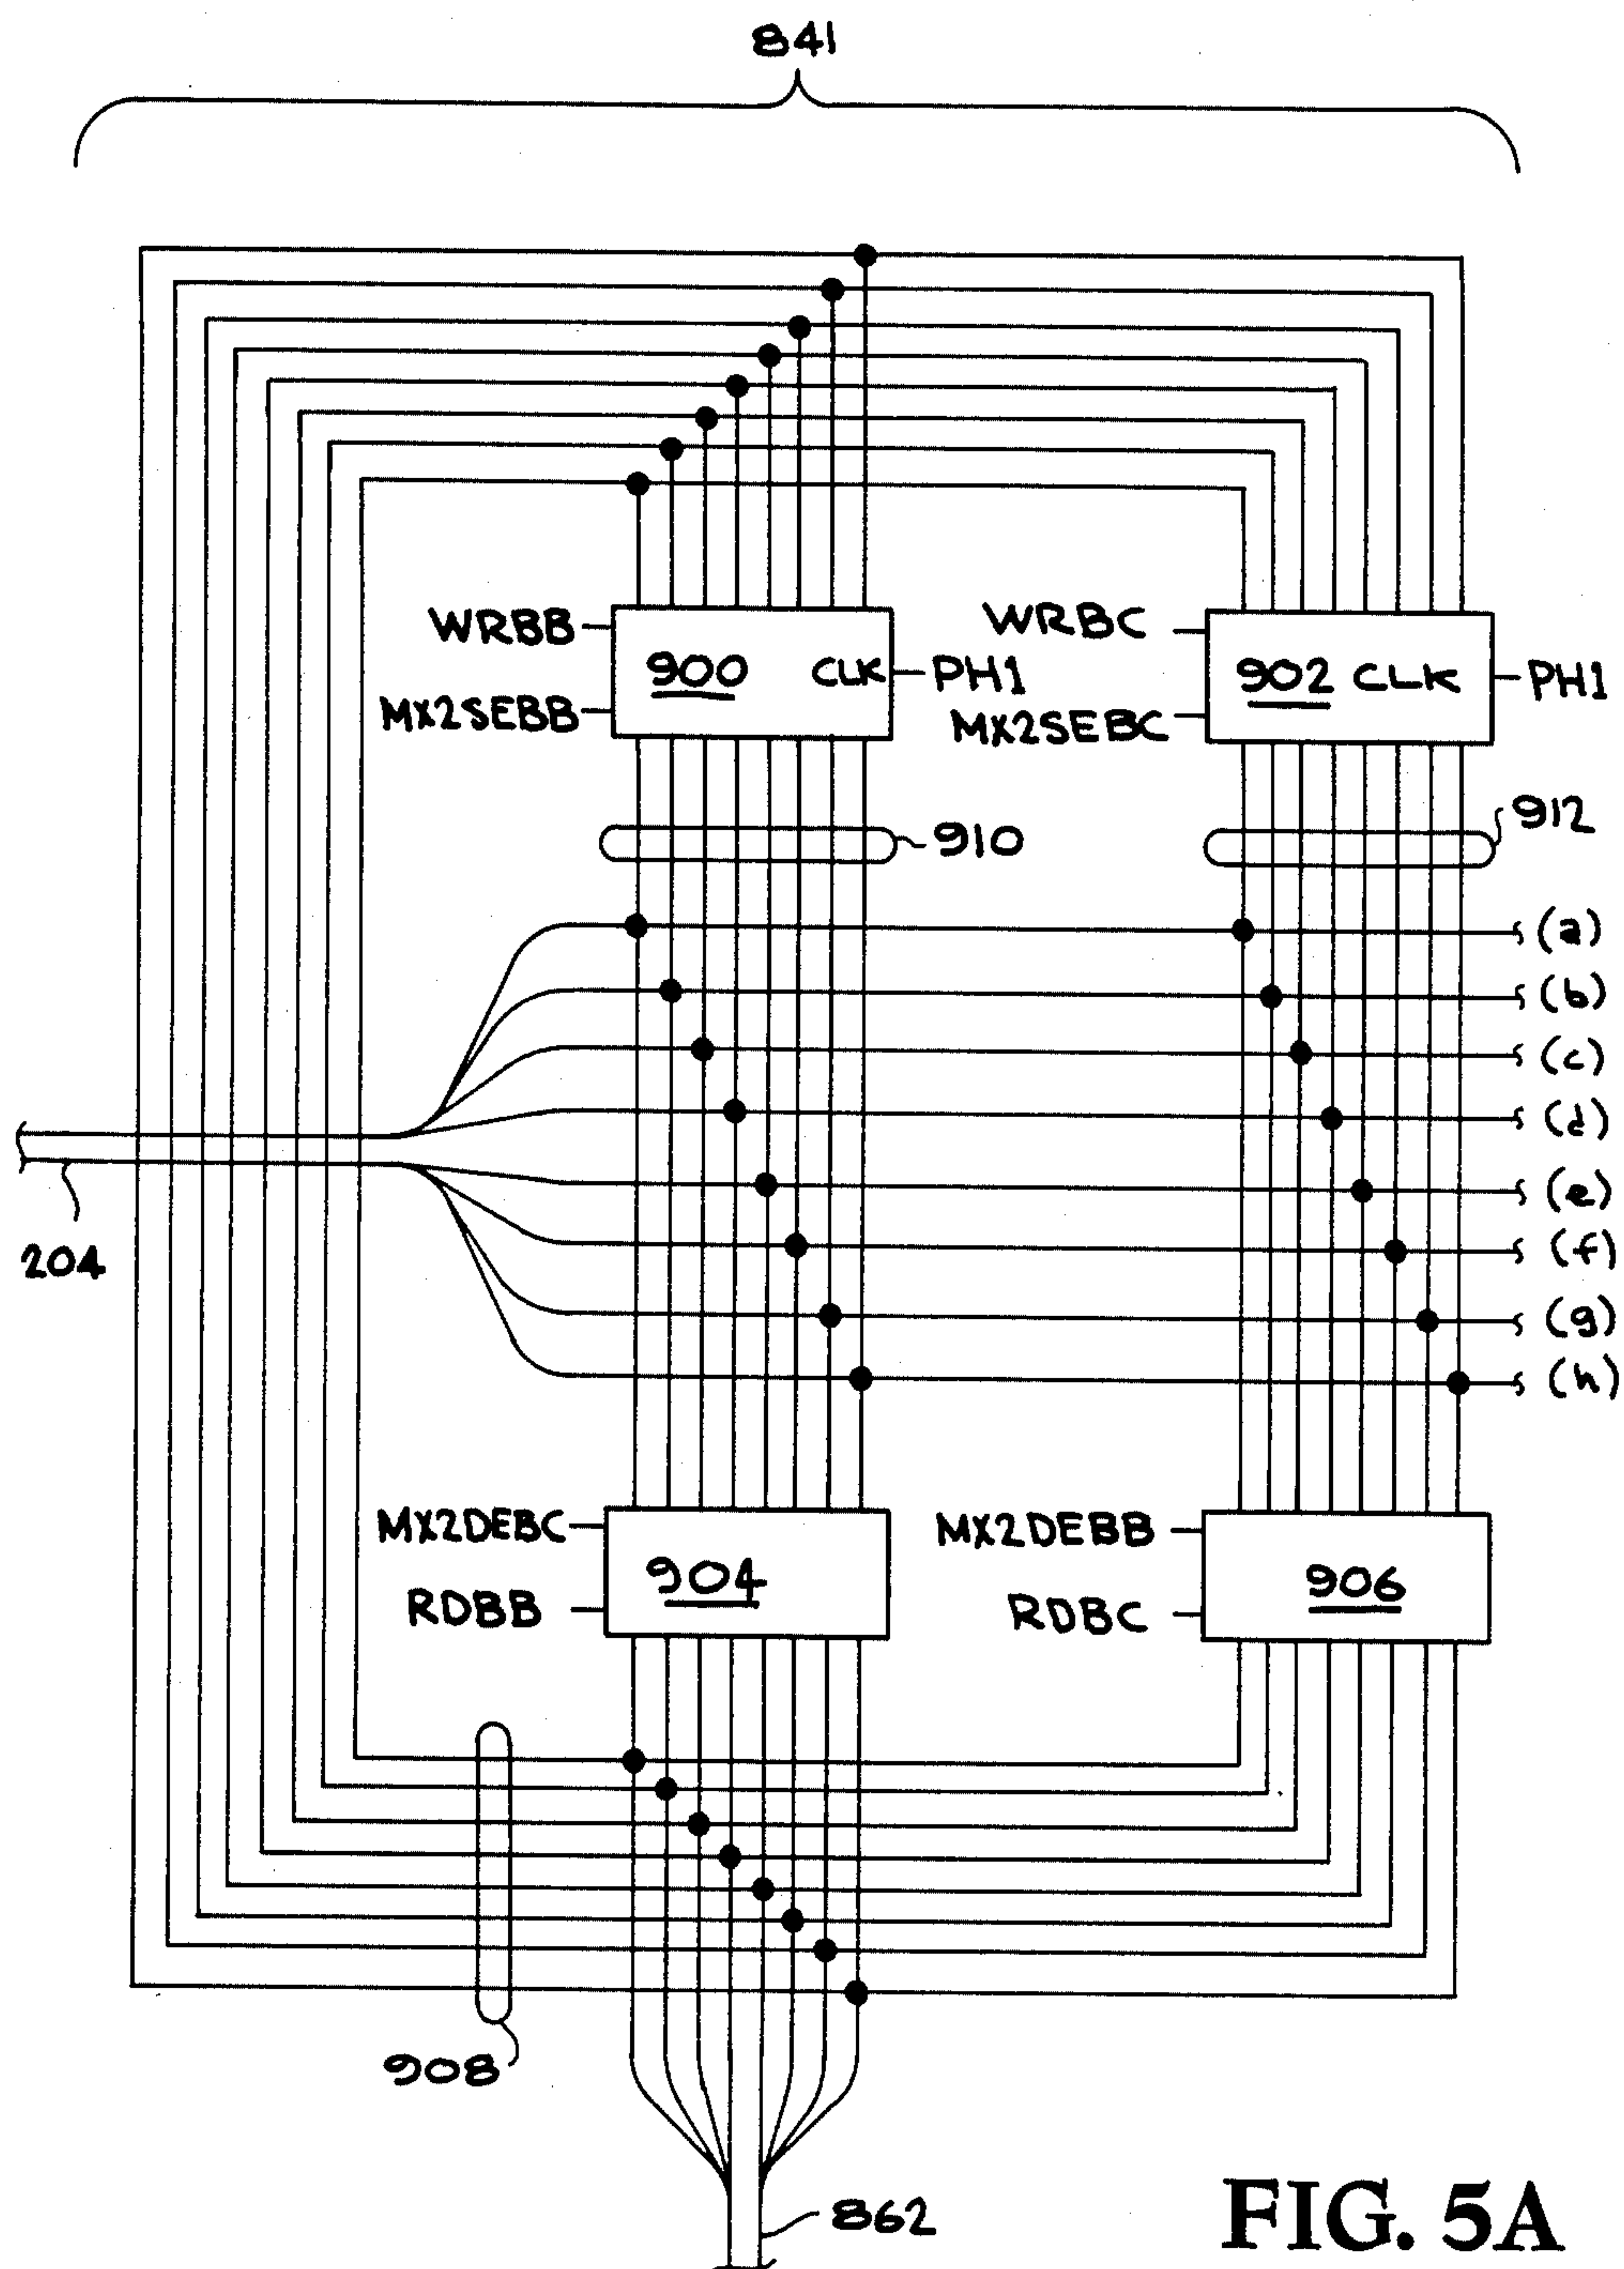 841
WRBB
900 CLK
PH1
MX2SEBB
WRBC
902 CLK
PH1
MX2SEBC
910
912
(a)
(b)
(c)
(d)
(e)
(f)
(g)
(h)
204
MX2DEBC
904
RDBB
MX2DEBB
906
RDBC
908
862
FIG. 5A